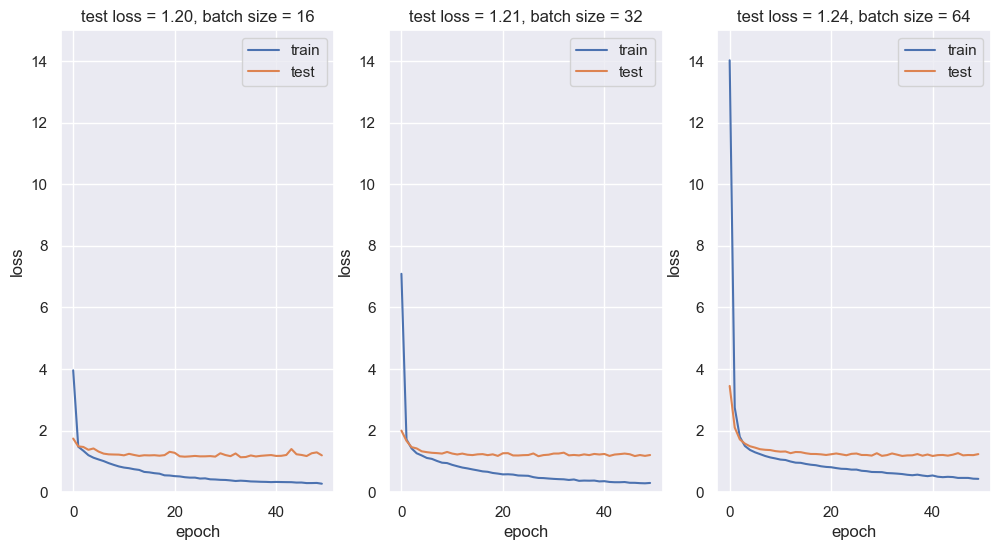 test loss = 1.20, batch size = 16
14
12
10
8
6
4
2
0
loss
0
20
40
epoch
train
test
test loss = 1.21, batch size = 32
14
12
10
8
6
4
2
0
loss
0
20
40
epoch
train
test
test loss = 1.24, batch size = 64
14
12
10
8
6
4
2
0
loss
0
20
40
epoch
train
test